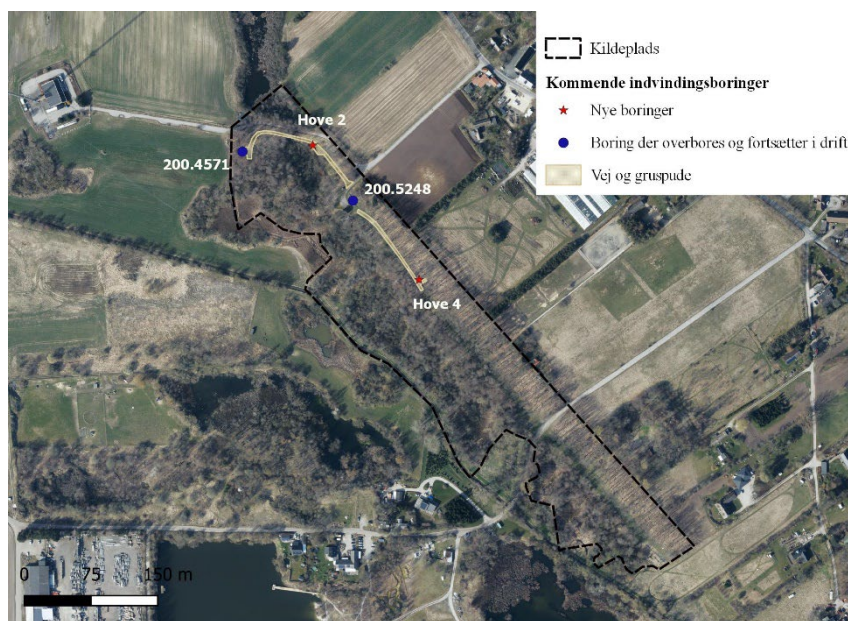 Kildeplads
Kommende indvindingsboringer
Nye boringer
Boring der overbores og fortsætter i drift
Vej og gruspude
Hove 2
200.4571
200.5248
Hove 4
0 75 150 m